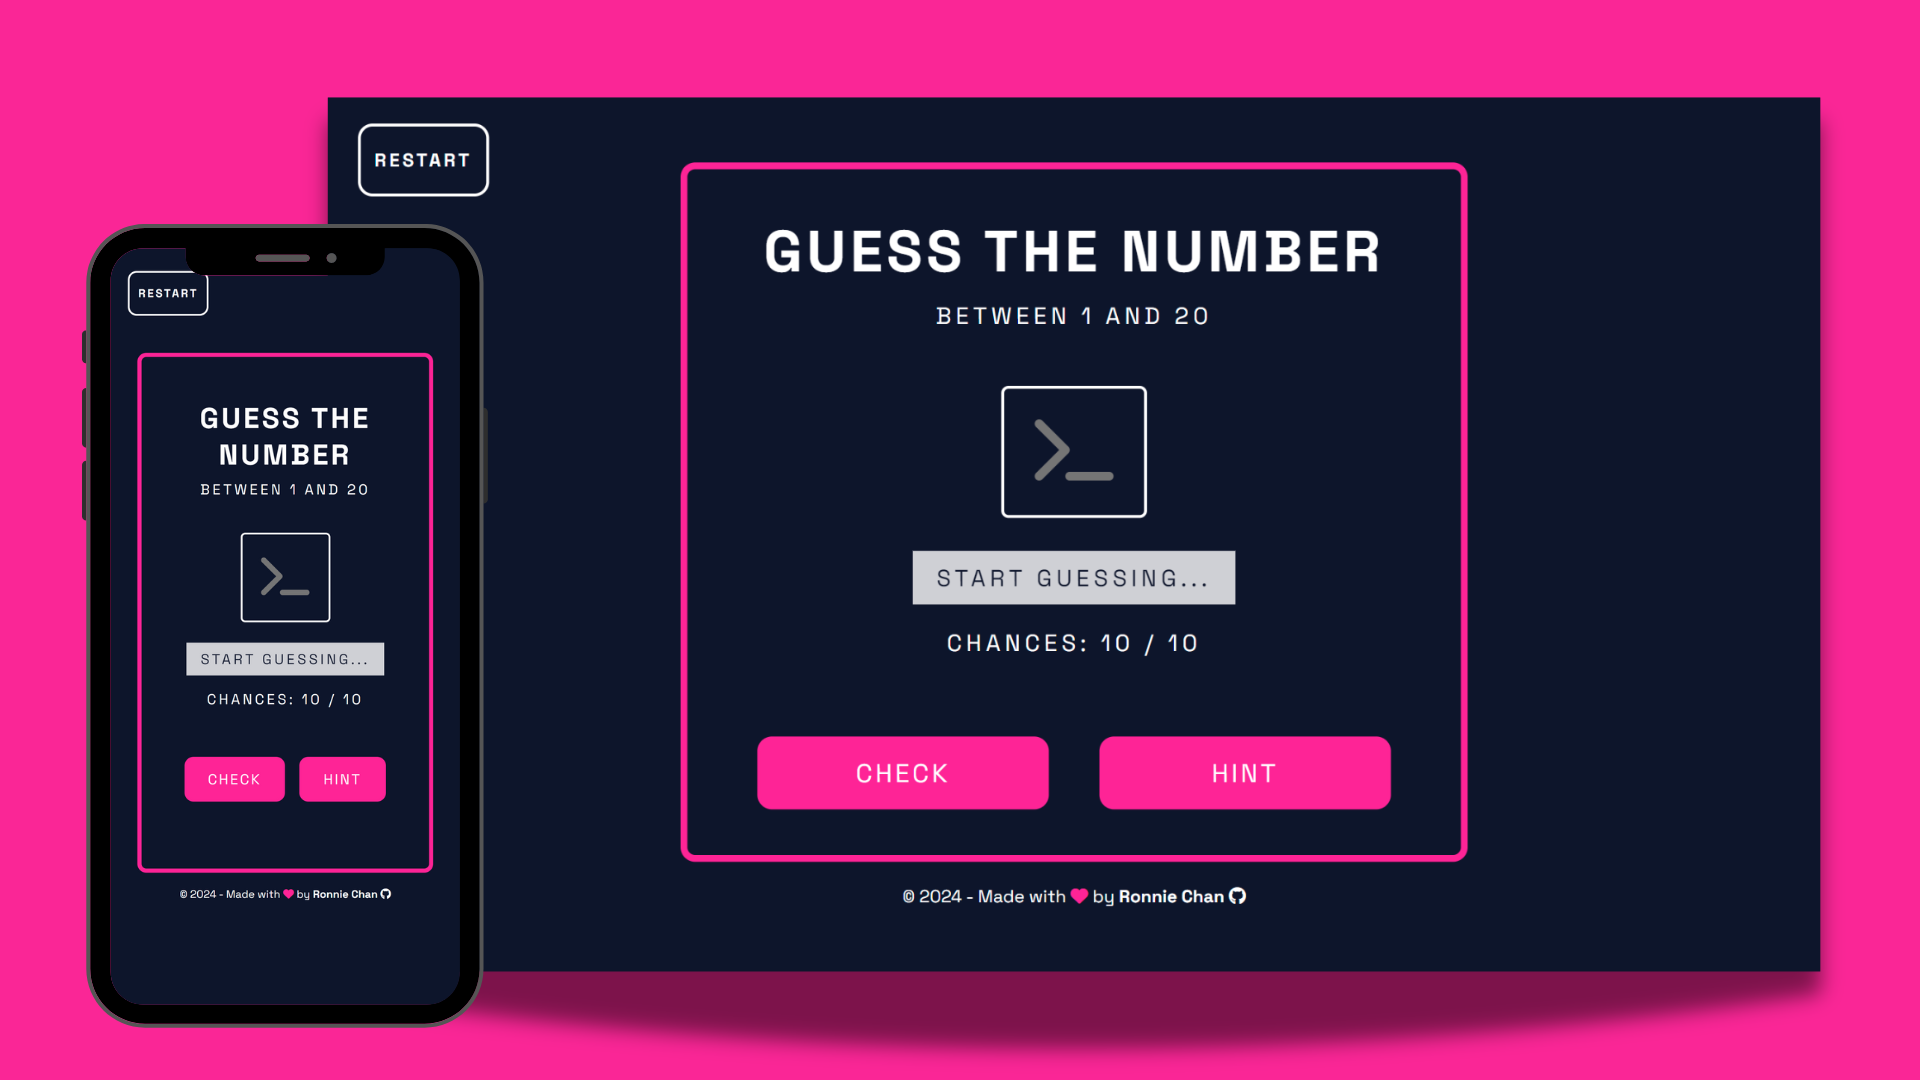 RESTART
GUESS THE NUMBER
BETWEEN 1 AND 20
START GUESSING...
CHANCES: 10 / 10
CHECK
HINT
© 2024 - Made with by Ronnie Chan
RESTART
GUESS THE
NUMBER
BETWEEN 1 AND 20
START GUESSING...
CHANCES: 10 / 10
CHECK
HINT
© 2024 - Made with by Ronnie Chan